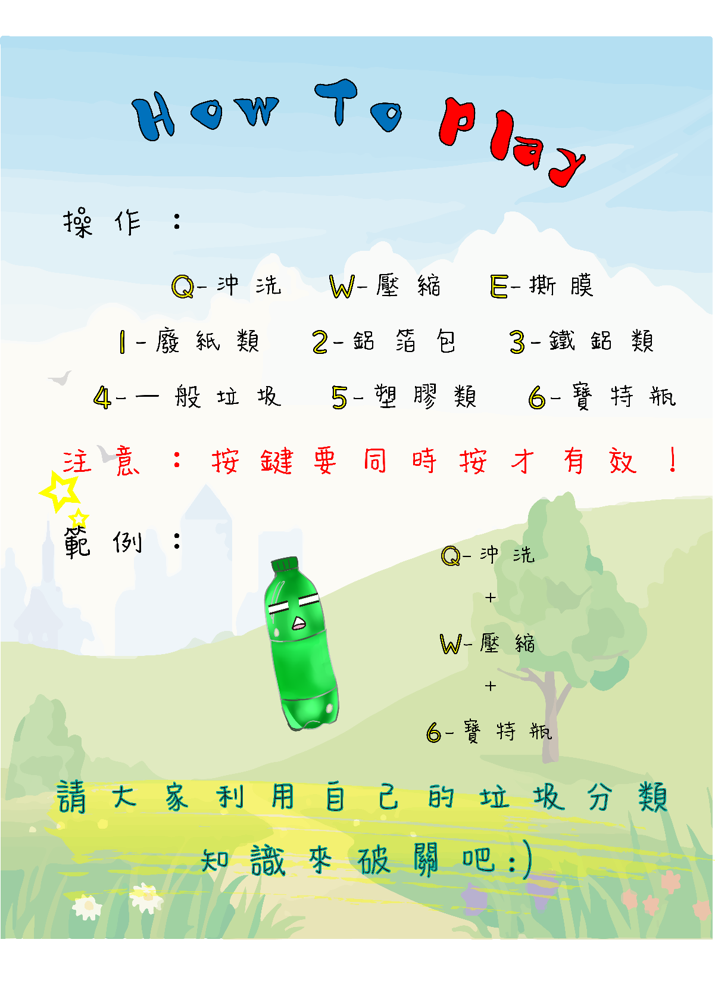 How To Play
操作：
Q-沖洗 W-壓縮 E-撕膜
1-廢紙類 2-鋁箔包 3-鐵鋁類
4-一般垃圾 5-塑膠類 6-寶特瓶
注意：按鍵要同時按才有效！
範例：
Q-沖洗
+
W-壓縮
+
6-寶特瓶
請大家利用自己的垃圾分類
知識來破關吧:)